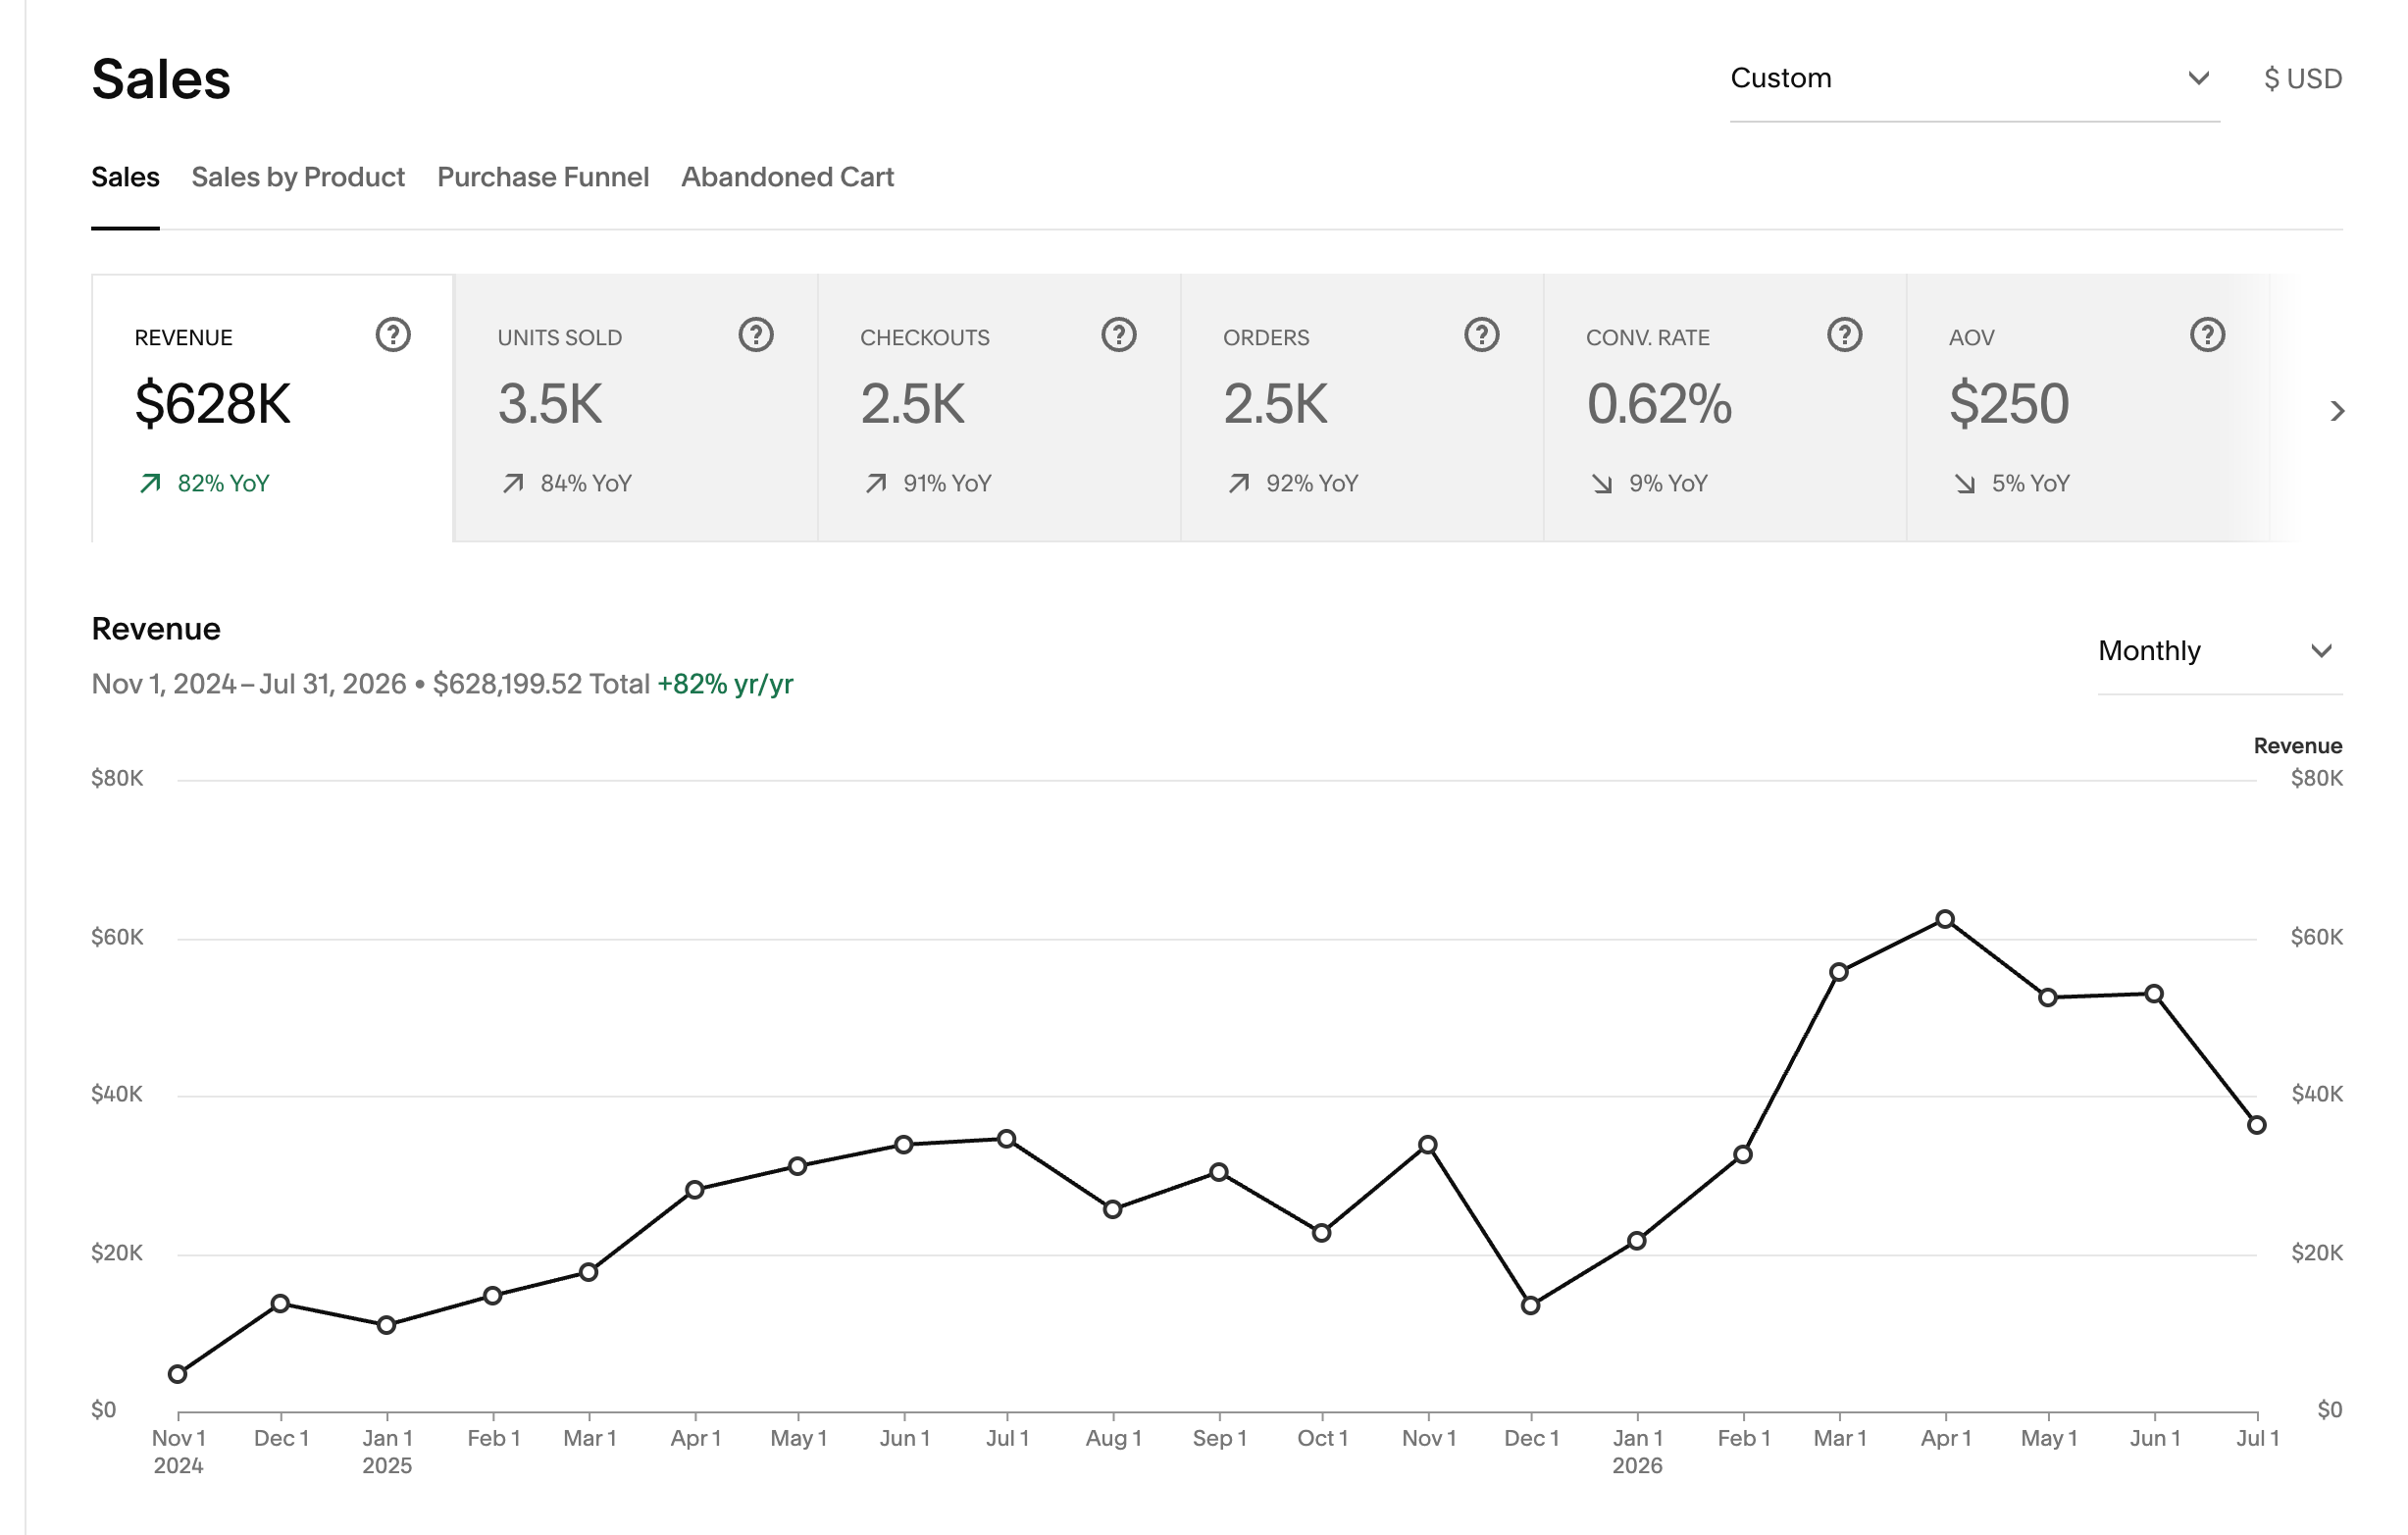 Sales
Custom
$ USD
Sales Sales by Product Purchase Funnel Abandoned Cart
REVENUE
$628K
82% YoY
UNITS SOLD
3.5K
84% YoY
CHECKOUTS
2.5K
91% YoY
ORDERS
2.5K
92% YoY
CONV. RATE
0.62%
9% YoY
AOV
$250
5% YoY
Revenue
Nov 1, 2024 – Jul 31, 2026 • $628,199.52 Total +82% yr/yr
Monthly
Revenue
$80K $80K
$60K $60K
$40K $40K
$20K $20K
$0 $0
Nov 1 Dec 1 Jan 1 Feb 1 Mar 1 Apr 1 May 1 Jun 1 Jul 1 Aug 1 Sep 1 Oct 1 Nov 1 Dec 1 Jan 1 Feb 1 Mar 1 Apr 1 May 1 Jun 1 Jul 1
2024 2025 2026